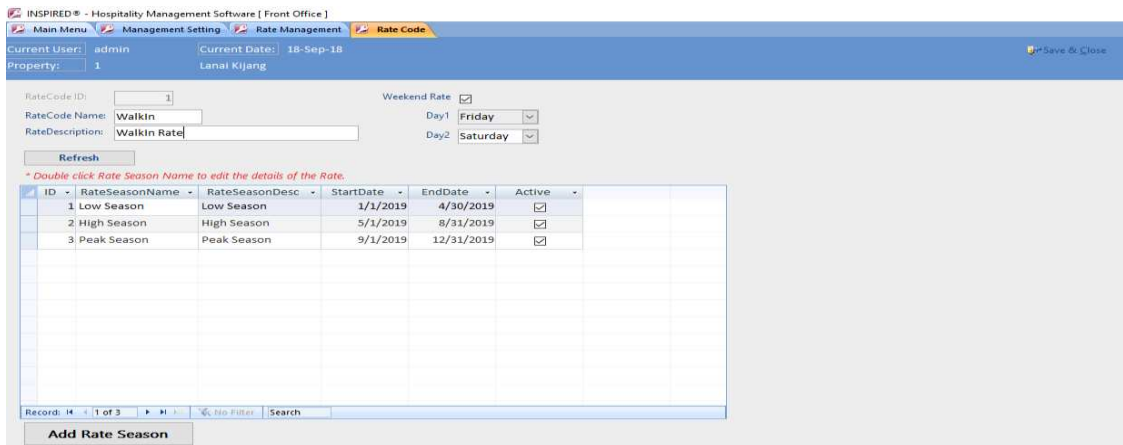 INSPIRED® - Hospitality Management Software [ Front Office ]
Main Menu Management Setting Rate Management Rate Code
Current User: admin Current Date: 18-Sep-18 Save & Close
Property: 1 Lanai Kijang
RateCode ID: 1 Weekend Rate
RateCode Name: WalkIn Day1 Friday
RateDescription: WalkIn Rate Day2 Saturday
Refresh
* Double click Rate Season Name to edit the details of the Rate.
ID RateSeasonName RateSeasonDesc StartDate EndDate Active
1 Low Season Low Season 1/1/2019 4/30/2019
2 High Season High Season 5/1/2019 8/31/2019
3 Peak Season Peak Season 9/1/2019 12/31/2019
Record: 1 of 3 No Filter Search
Add Rate Season